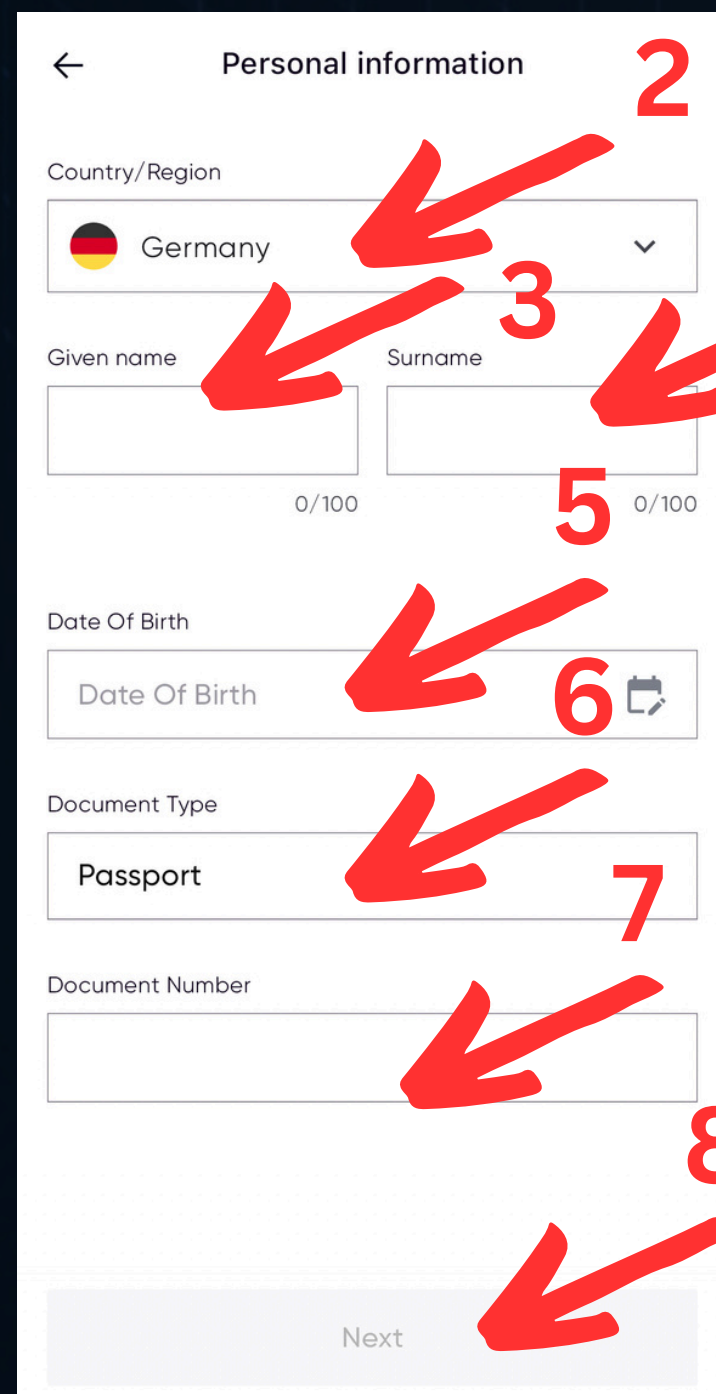 Personal information
2
Country/Region
Germany
3
Given name Surname
0/100 0/100
5
Date Of Birth
Date Of Birth
6
Document Type
Passport
7
Document Number
8
Next